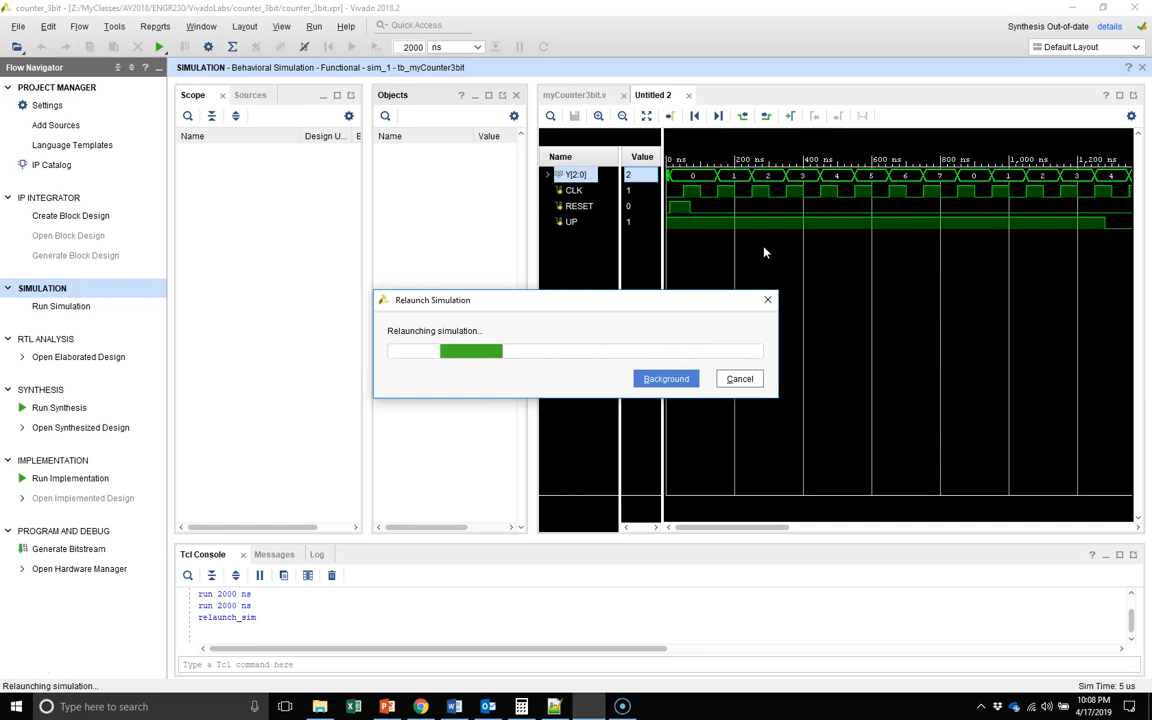 counter_3bit - [Z:/MyClasses/AY2018/ENGR230/VivadoLabs/counter_3bit/counter_3bit.xpr] - Vivado 2018.2
File Edit Flow Tools Reports Window Layout View Run Help Quick Access
Synthesis Out-of-date details
2000 ns
Default Layout
Flow Navigator
SIMULATION - Behavioral Simulation - Functional - sim_1 - tb_myCounter3bit
PROJECT MANAGER
Settings
Add Sources
Language Templates
IP Catalog
IP INTEGRATOR
Create Block Design
Open Block Design
Generate Block Design
SIMULATION
Run Simulation
RTL ANALYSIS
Open Elaborated Design
SYNTHESIS
Run Synthesis
Open Synthesized Design
IMPLEMENTATION
Run Implementation
Open Implemented Design
PROGRAM AND DEBUG
Generate Bitstream
Open Hardware Manager
Scope Sources
Name Design U...
Objects
Name Value
myCounter3bit.v Untitled 2
Name Value
0 ns 200 ns 400 ns 600 ns 800 ns 1,000 ns 1,200 ns
Y[2:0] 2 0 1 2 3 4 5 6 7 0 1 2 3 4
CLK 1
RESET 0
UP 1
Relaunch Simulation
Relaunching simulation...
Background Cancel
Tcl Console Messages Log
run 2000 ns
run 2000 ns
relaunch_sim
Type a Tcl command here
Relaunching simulation...
Sim Time: 5 us
Type here to search
10:08 PM
4/17/2019